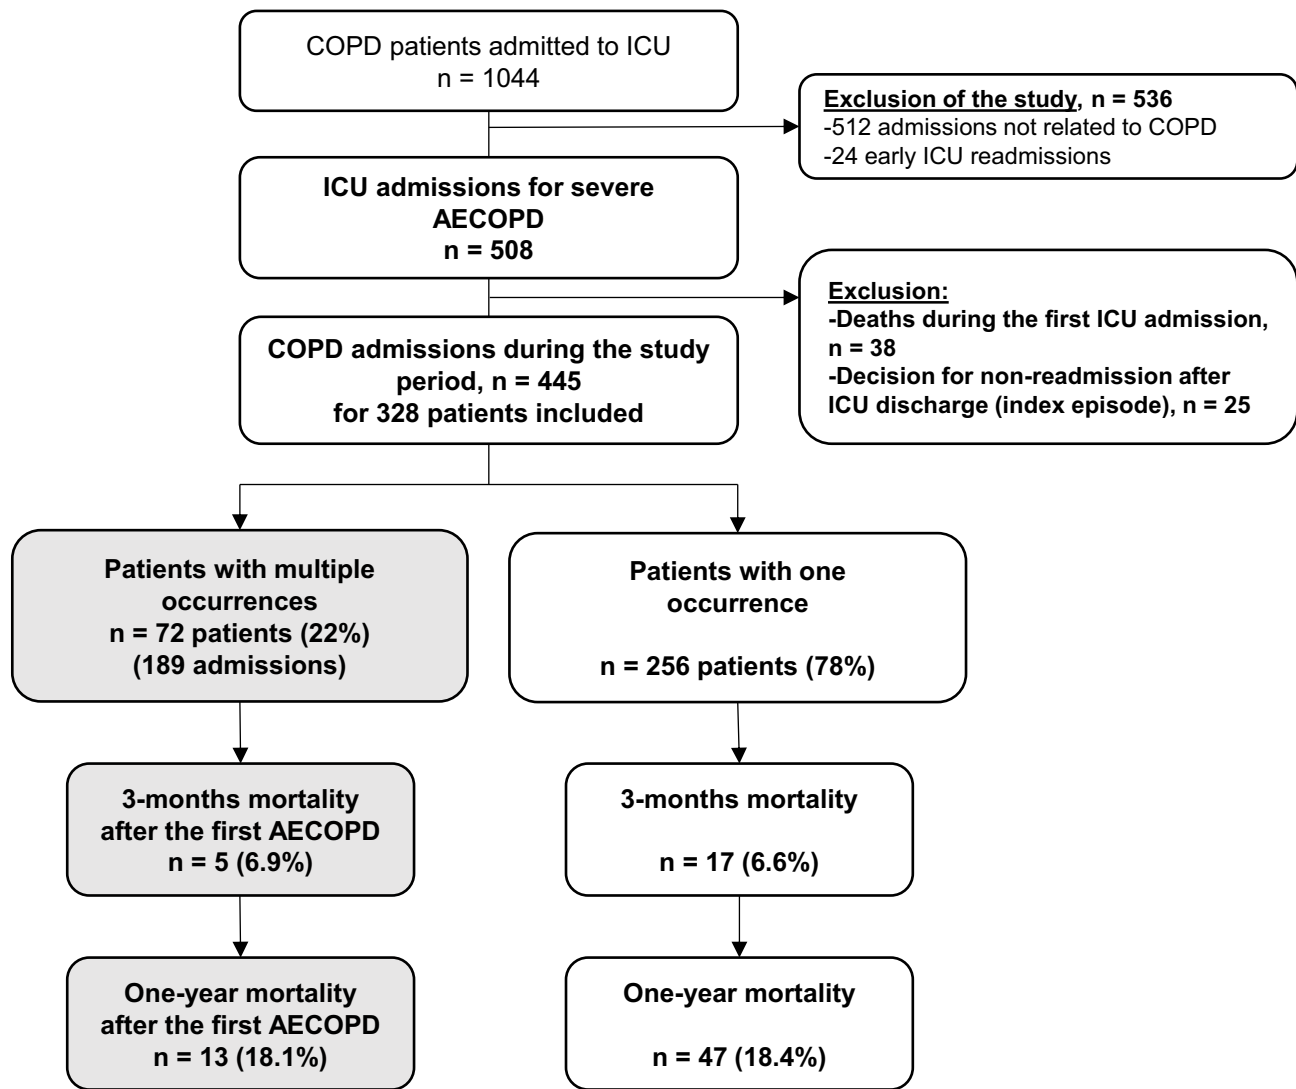 COPD patients admitted to ICU
n = 1044
Exclusion of the study, n = 536
-512 admissions not related to COPD
-24 early ICU readmissions
ICU admissions for severe
AECOPD
n = 508
Exclusion:
-Deaths during the first ICU admission,
n = 38
-Decision for non-readmission after
ICU discharge (index episode), n = 25
COPD admissions during the study
period, n = 445
for 328 patients included
Patients with multiple
occurrences
n = 72 patients (22%)
(189 admissions)
Patients with one
occurrence
n = 256 patients (78%)
3-months mortality
after the first AECOPD
n = 5 (6.9%)
3-months mortality
n = 17 (6.6%)
One-year mortality
after the first AECOPD
n = 13 (18.1%)
One-year mortality
n = 47 (18.4%)